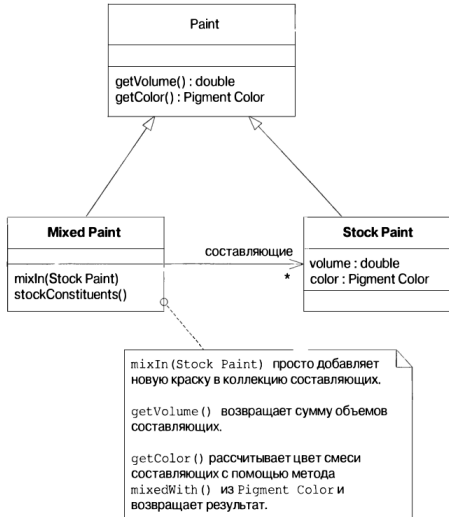 Paint
getVolume() : double
getColor() : Pigment Color
Mixed Paint
mixIn(Stock Paint)
stockConstituents()
составляющие
*
Stock Paint
volume : double
color : Pigment Color
mixIn(Stock Paint) просто добавляет
новую краску в коллекцию составляющих.
getVolume() возвращает сумму объемов
составляющих.
getColor() рассчитывает цвет смеси
составляющих с помощью метода
mixedWith() из Pigment Color и
возвращает результат.